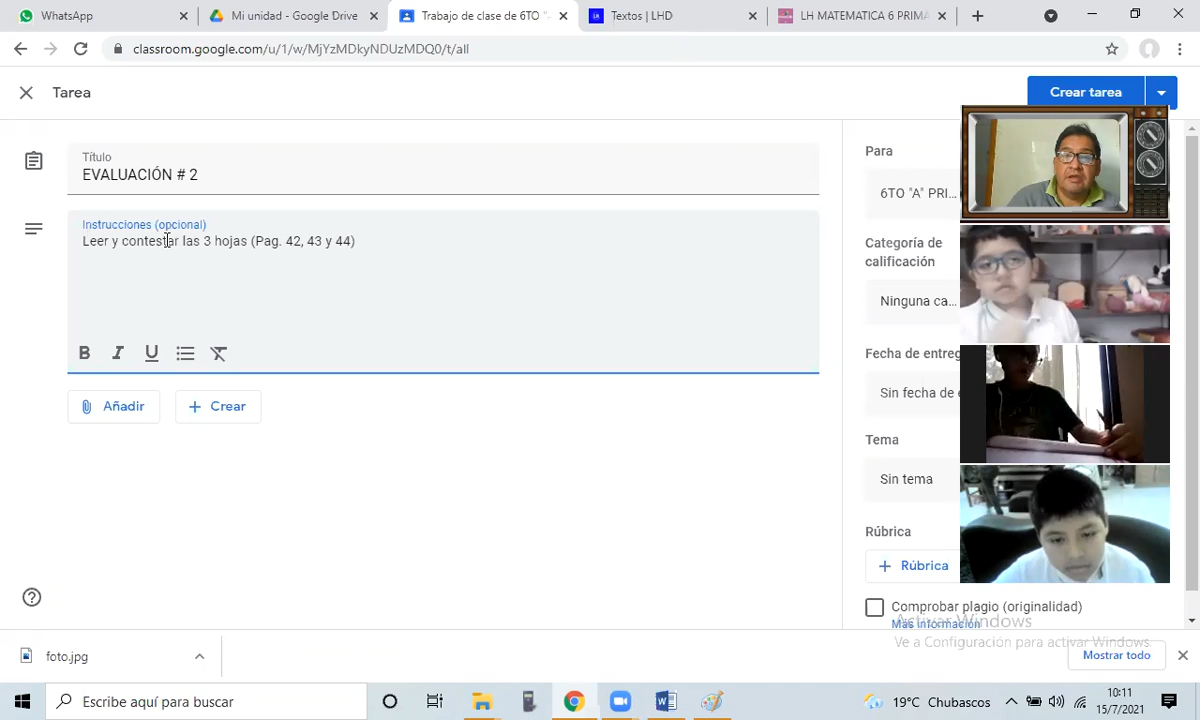 WhatsApp
Mi unidad - Google Drive
Trabajo de clase de 6TO "
Textos | LHD
LH MATEMATICA 6 PRIMA
classroom.google.com/u/1/w/MjYzMDkyNDUzMDQ0/t/all
Tarea
Crear tarea
Título
EVALUACIÓN # 2
Instrucciones (opcional)
Leer y contestar las 3 hojas (Pag. 42, 43 y 44)
B I U
Añadir
Crear
Para
6TO "A" PRI...
Categoría de
calificación
Ninguna ca...
Fecha de entreg
Sin fecha de e
Tema
Sin tema
Rúbrica
Rúbrica
Comprobar plagio (originalidad)
Más información
Activar Windows
Ve a Configuración para activar Windows.
foto.jpg
Mostrar todo
Escribe aquí para buscar
19°C Chubascos
10:11
15/7/2021